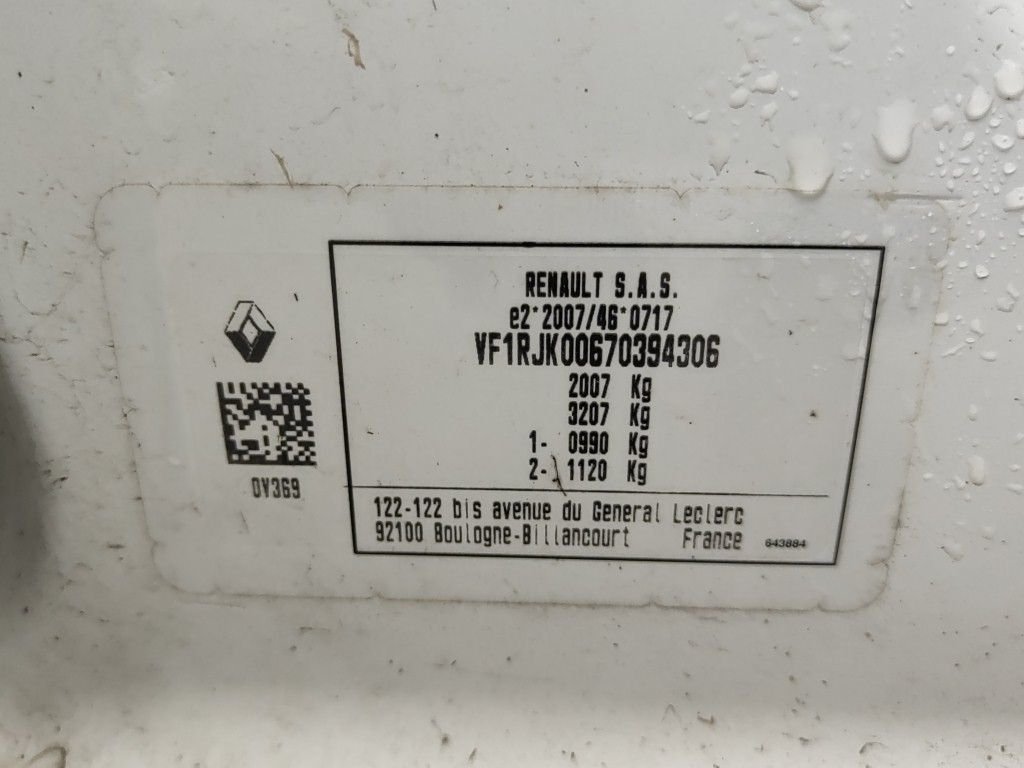 RENAULT S.A.S.
e2*2007/46*0717
VF1RJK00670394306
2007 Kg
3207 Kg
1- 0990 Kg
2- 1120 Kg
0V369
122-122 bis avenue du General Leclerc
92100 Boulogne-Billancourt France 643884